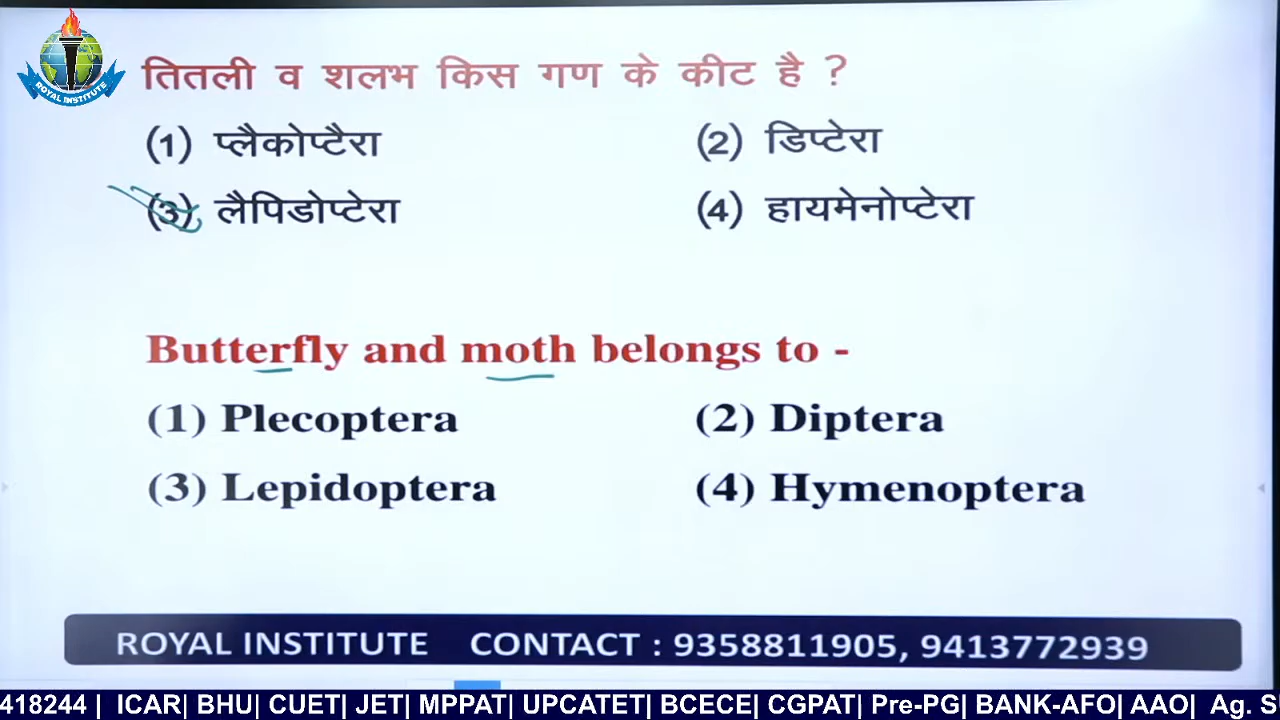 ROYAL INSTITUTE
तितली व शलभ किस गण के कीट है ?
(1) प्लैकोप्टैरा (2) डिप्टेरा
(3) लैपिडोप्टेरा (4) हायमेनोप्टेरा
Butterfly and moth belongs to -
(1) Plecoptera (2) Diptera
(3) Lepidoptera (4) Hymenoptera
ROYAL INSTITUTE CONTACT : 9358811905, 9413772939
418244 | ICAR| BHU| CUET| JET| MPPAT| UPCATET| BCECE| CGPAT| Pre-PG| BANK-AFO| AAO| Ag. S